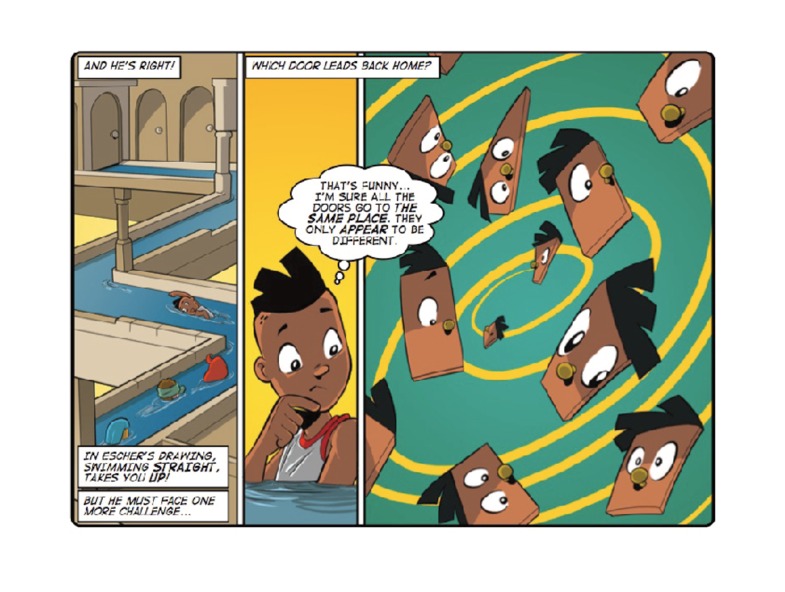 AND HE'S RIGHT!
IN ESCHER'S DRAWING,
SWIMMING STRAIGHT,
TAKES YOU UP!
BUT HE MUST FACE ONE
MORE CHALLENGE...
WHICH DOOR LEADS BACK HOME?
THAT'S FUNNY...
I'M SURE ALL THE
DOORS GO TO THE
SAME PLACE. THEY
ONLY APPEAR TO BE
DIFFERENT.